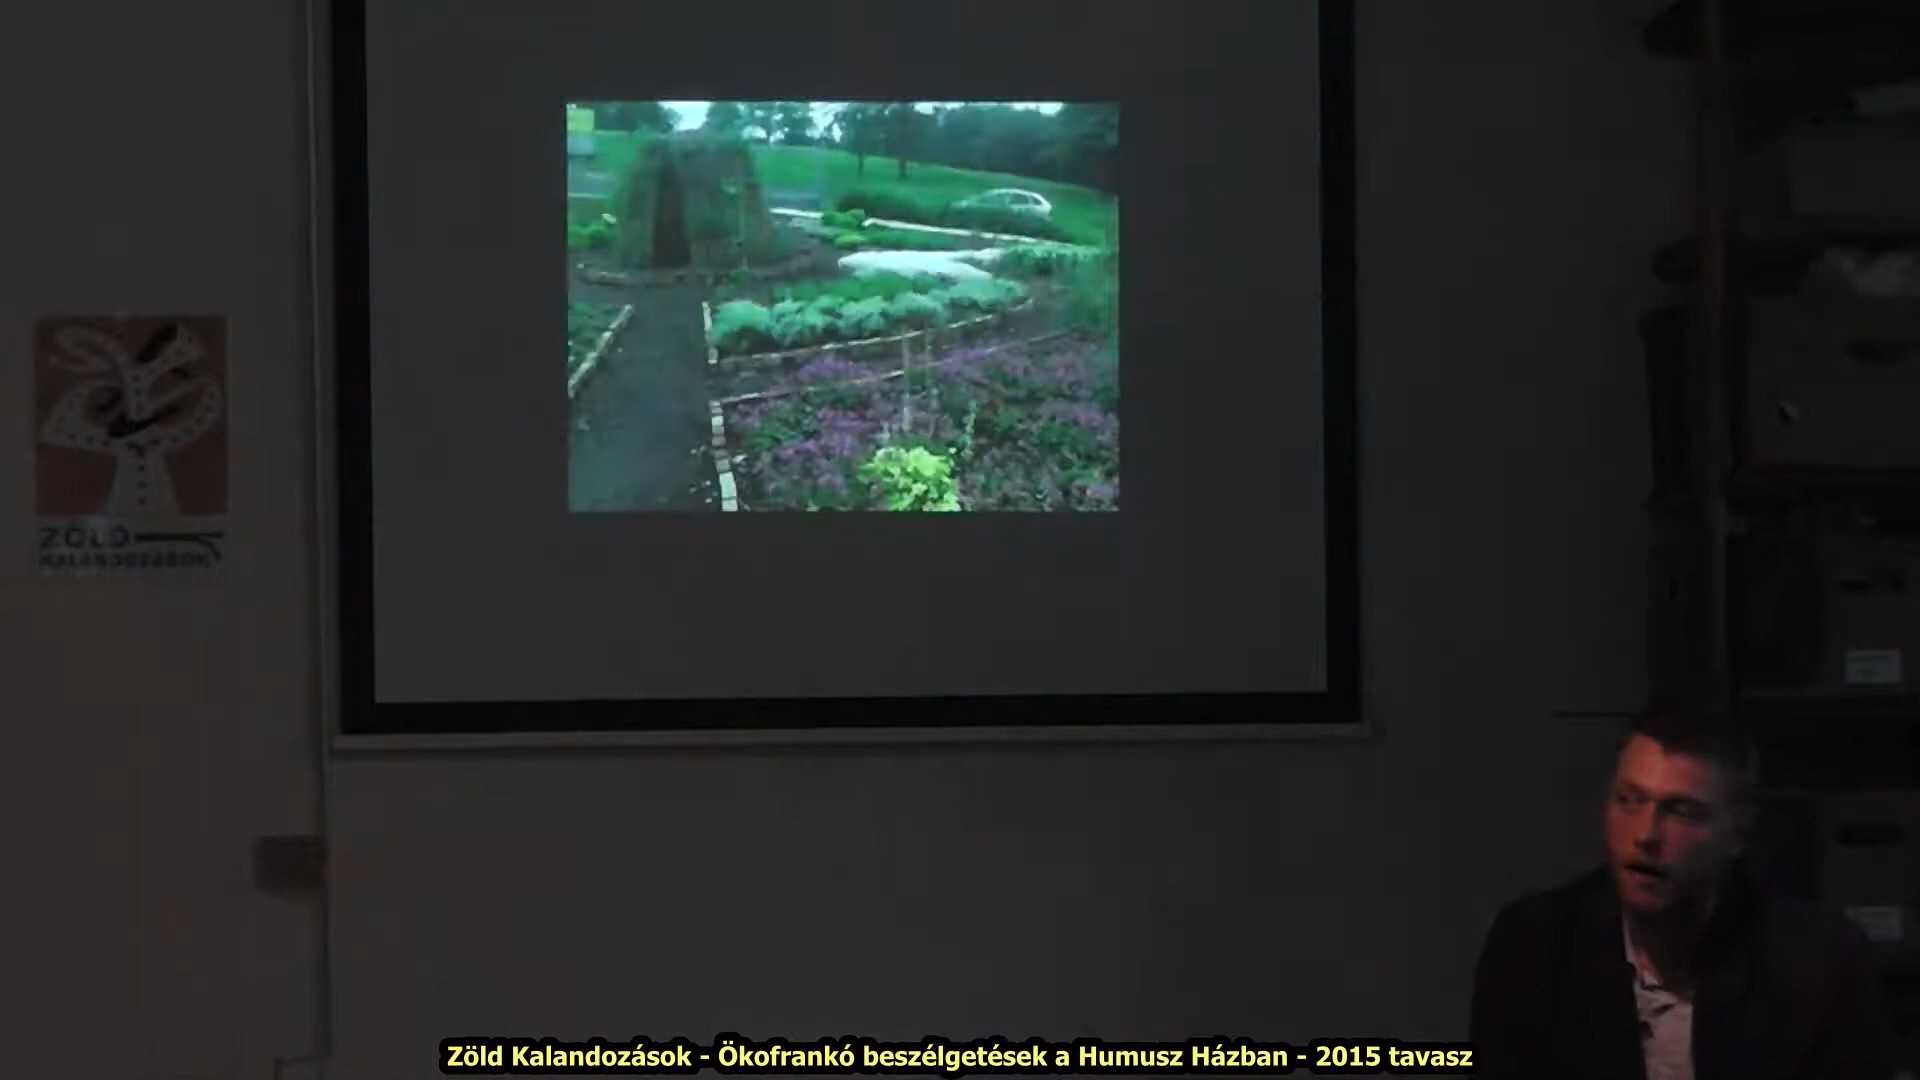 ZÖLD
KALANDOZÁSOK
Zöld Kalandozások - Ökofrankó beszélgetések a Humusz Házban - 2015 tavasz